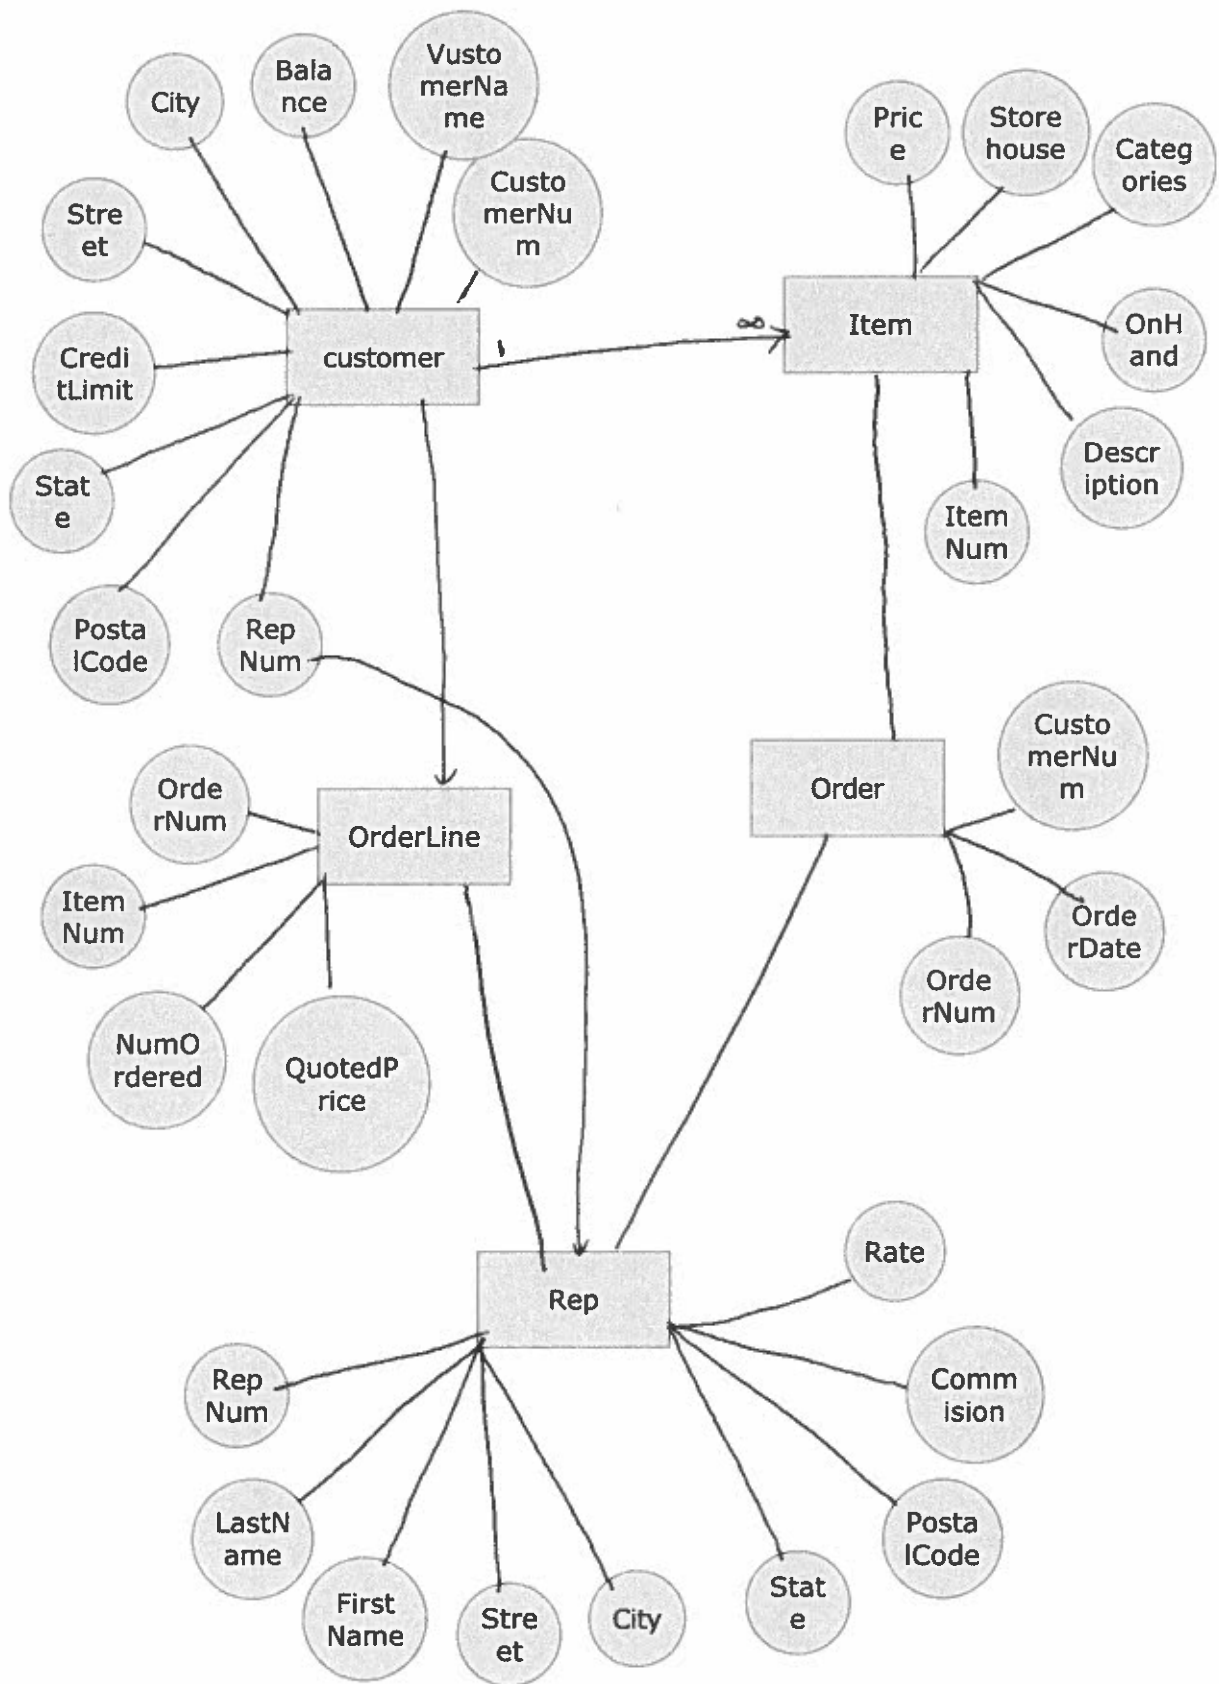 City
Bala
nce
Vusto
merNa
me
Custo
merNu
m
Stre
et
Credi
tLimit
Stat
e
Posta
lCode
Rep
Num
customer
1
∞
Pric
e
Store
house
Categ
ories
Item
OnH
and
Descr
iption
Item
Num
Orde
rNum
Item
Num
NumO
rdered
QuotedP
rice
OrderLine
Order
Custo
merNu
m
Orde
rDate
Orde
rNum
Rep
Rate
Comm
ision
Posta
lCode
Stat
e
Rep
Num
LastN
ame
First
Name
Stre
et
City